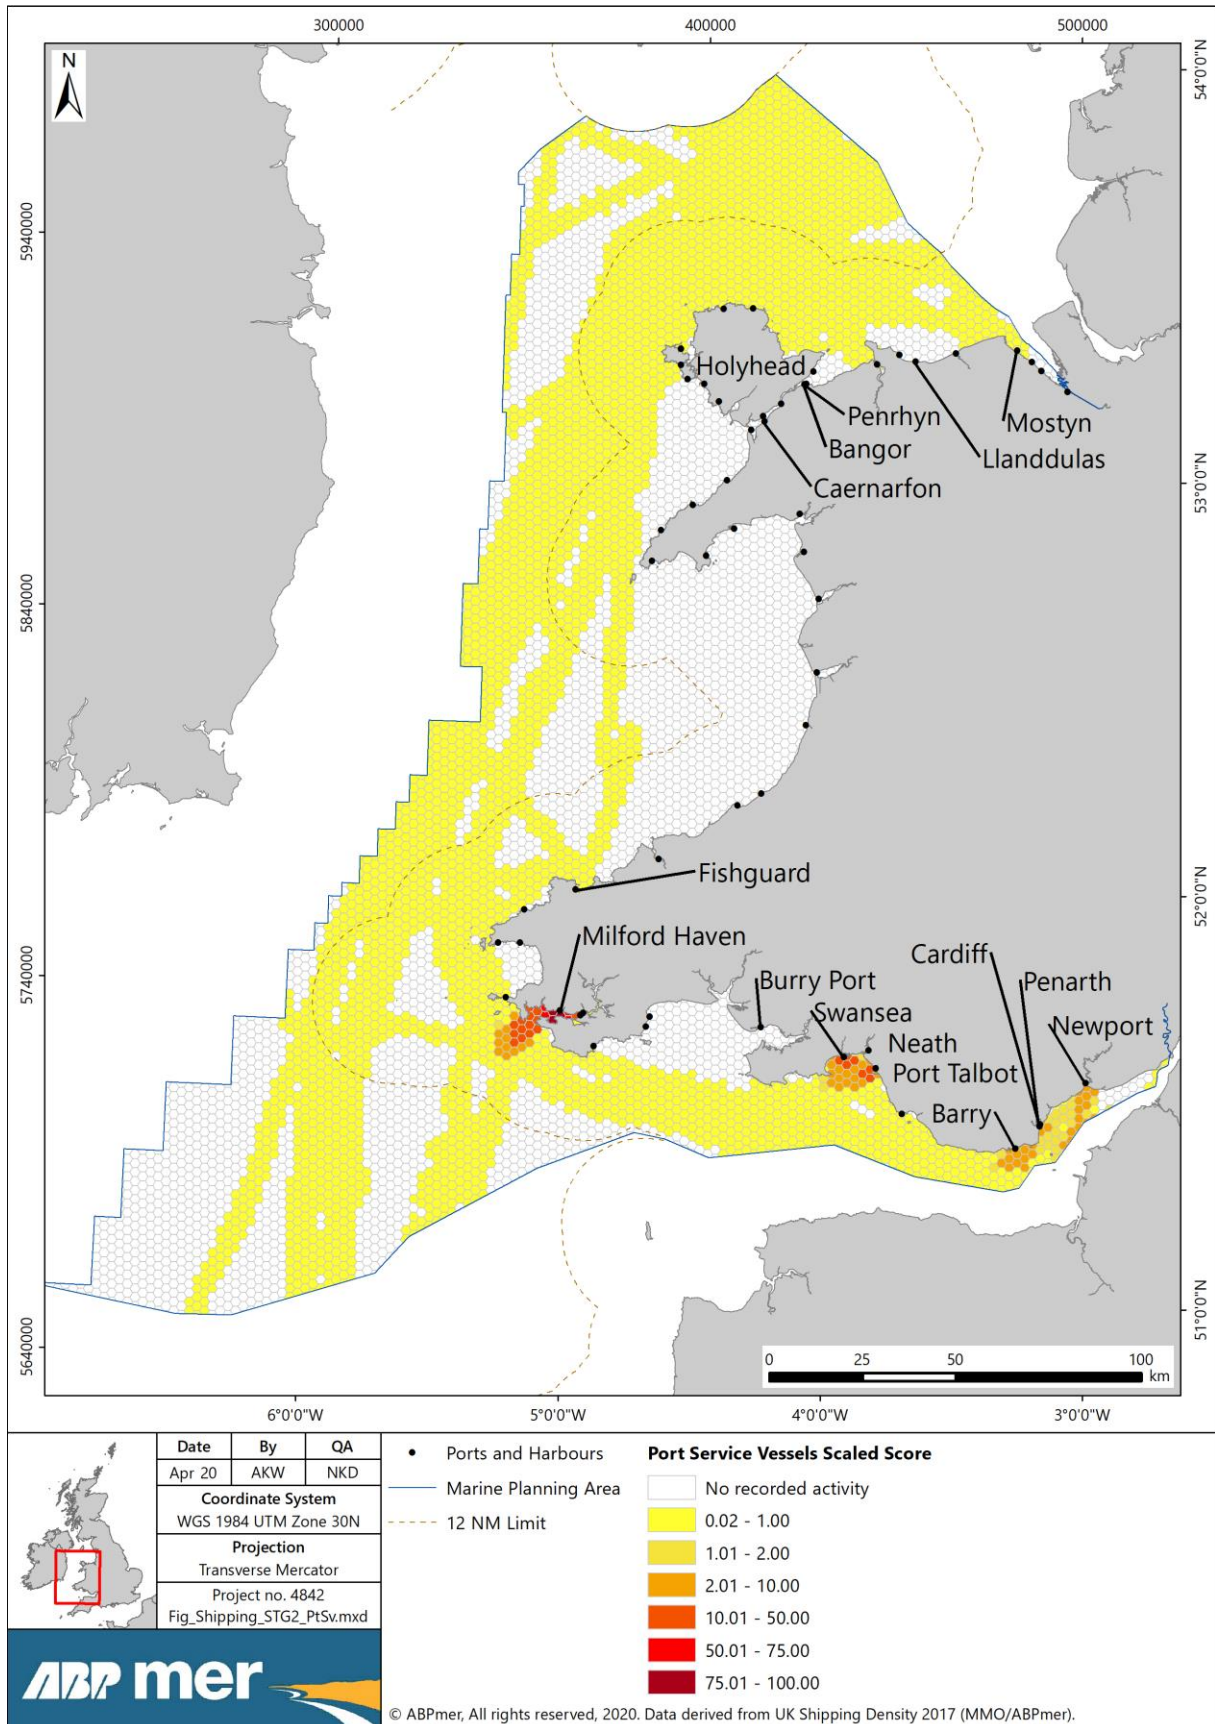 300000
400000
500000
N
54°0'0"N
5940000
Holyhead
Penrhyn
Mostyn
Bangor
Llanddulas
Caernarfon
53°0'0"N
5840000
Fishguard
52°0'0"N
Milford Haven
Cardiff
5740000
Burry Port
Penarth
Swansea
Newport
Neath
Port Talbot
Barry
51°0'0"N
5640000
0 25 50 100
km
6°0'0"W
5°0'0"W
4°0'0"W
3°0'0"W
Date By QA
Apr 20 AKW NKD
Coordinate System
WGS 1984 UTM Zone 30N
Projection
Transverse Mercator
Project no. 4842
Fig_Shipping_STG2_PtSv.mxd
ABP mer
Ports and Harbours
Marine Planning Area
12 NM Limit
Port Service Vessels Scaled Score
No recorded activity
0.02 - 1.00
1.01 - 2.00
2.01 - 10.00
10.01 - 50.00
50.01 - 75.00
75.01 - 100.00
© ABPmer, All rights reserved, 2020. Data derived from UK Shipping Density 2017 (MMO/ABPmer).